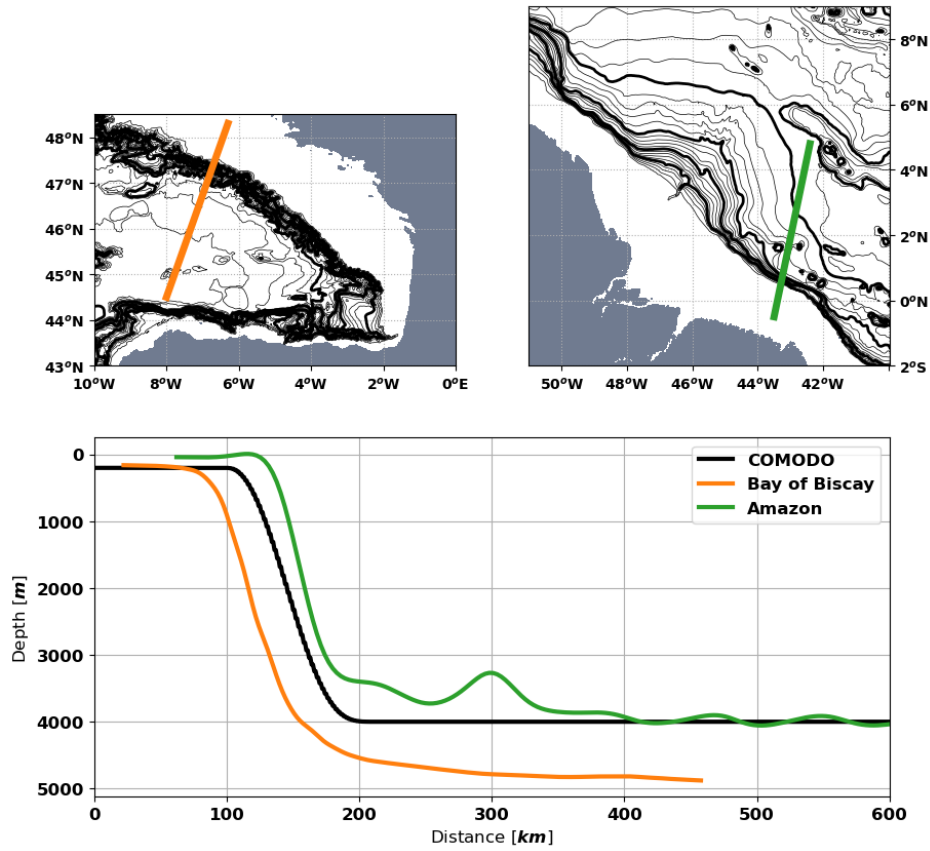 48°N
47°N
46°N
45°N
44°N
43°N
10°W
8°W
6°W
4°W
2°W
0°E
8°N
6°N
4°N
2°N
0°N
2°S
50°W
48°W
46°W
44°W
42°W
COMODO
Bay of Biscay
Amazon
Depth [m]
0
1000
2000
3000
4000
5000
0
100
200
300
400
500
600
Distance [km]